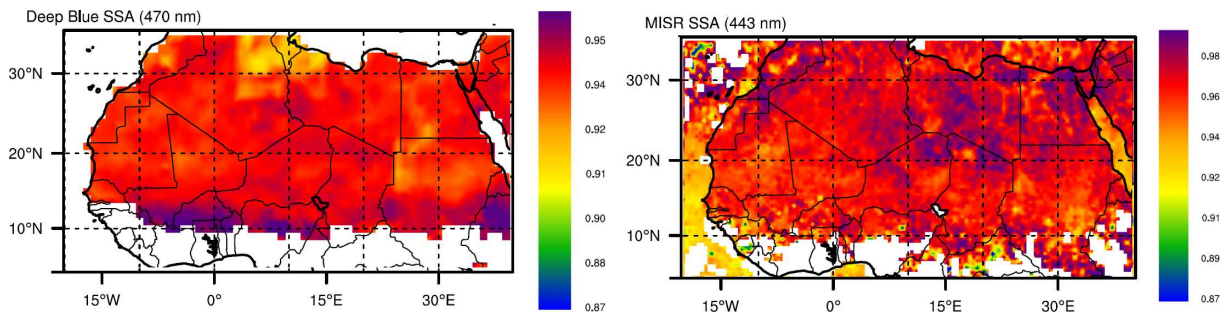 Deep Blue SSA (470 nm)
30°N
20°N
10°N
15°W 0° 15°E 30°E
0.95
0.94
0.92
0.91
0.90
0.88
0.87
MISR SSA (443 nm)
30°N
20°N
10°N
15°W 0° 15°E 30°E
0.98
0.96
0.94
0.92
0.91
0.89
0.87